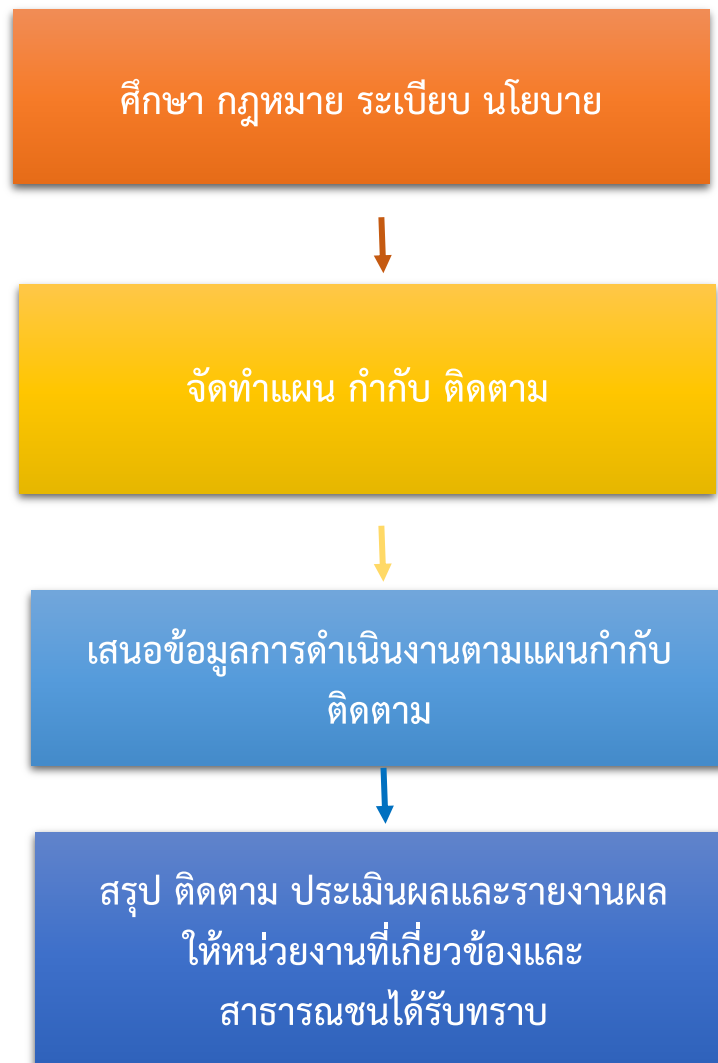 ศึกษา กฎหมาย ระเบียบ นโยบาย
จัดทำแผน กำกับ ติดตาม
เสนอข้อมูลการดำเนินงานตามแผนกำกับ
ติดตาม
สรุป ติดตาม ประเมินผลและรายงานผล
ให้หน่วยงานที่เกี่ยวข้องและ
สาธารณชนได้รับทราบ